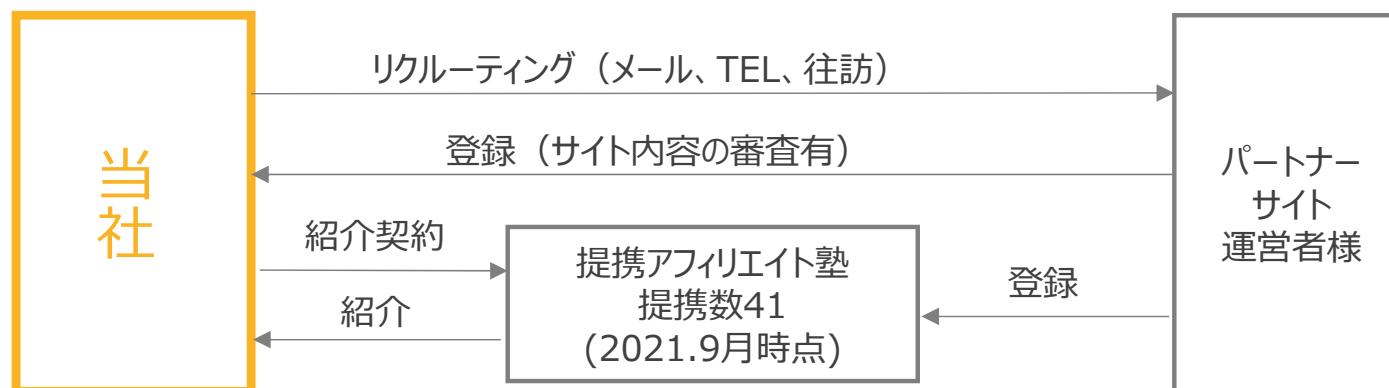 リクルーティング（メール、TEL、往訪）
登録（サイト内容の審査有）
当
社
紹介契約
紹介
提携アフィリエイト塾
提携数41
(2021.9月時点)
登録
パートナー
サイト
運営者様